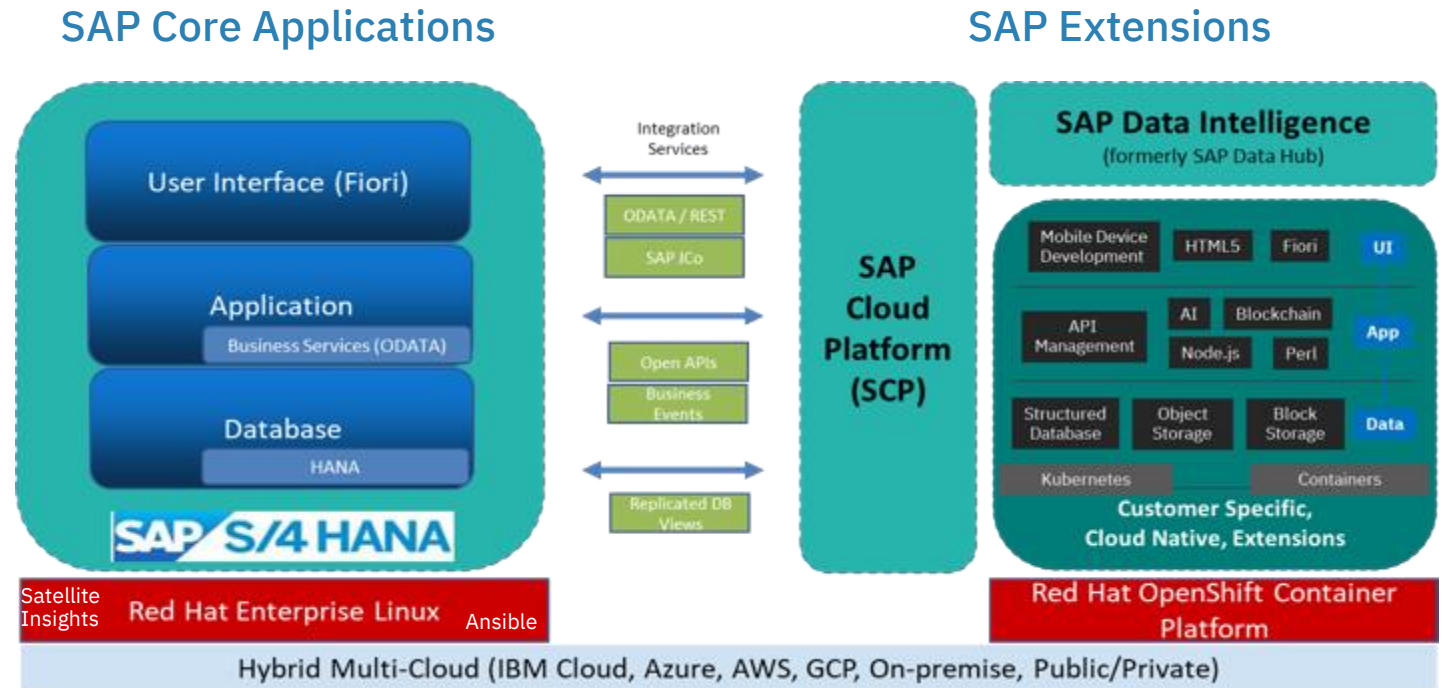 SAP Core Applications
SAP Extensions
User Interface (Fiori)
Application
Business Services (ODATA)
Database
HANA
SAP S/4 HANA
Integration
Services
ODATA / REST
SAP JCo
Open APIs
Business
Events
Replicated DB
Views
SAP
Cloud
Platform
(SCP)
SAP Data Intelligence
(formerly SAP Data Hub)
Mobile Device
Development
HTML5
Fiori
UI
API
Management
AI
Blockchain
Node.js
Perl
App
Structured
Database
Object
Storage
Block
Storage
Data
Kubernetes
Containers
Customer Specific,
Cloud Native, Extensions
Satellite
Insights
Red Hat Enterprise Linux
Ansible
Red Hat OpenShift Container
Platform
Hybrid Multi-Cloud (IBM Cloud, Azure, AWS, GCP, On-premise, Public/Private)